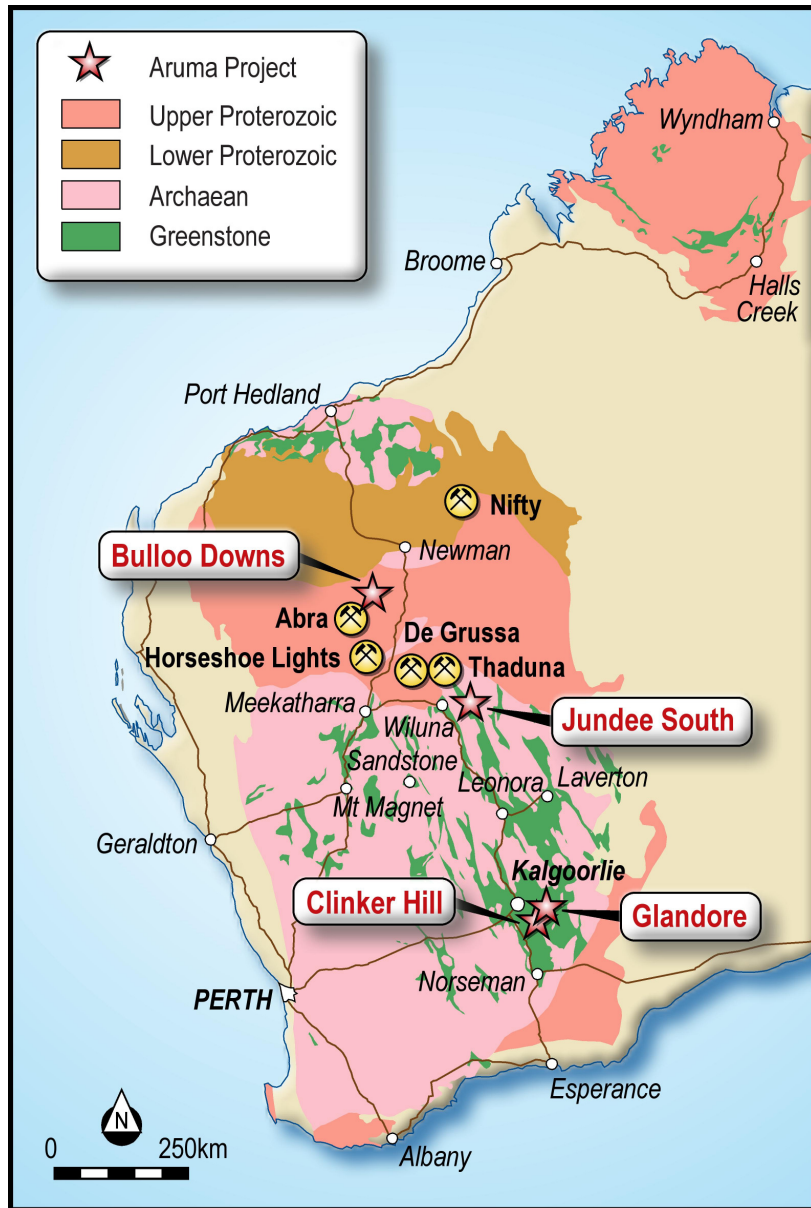 Aruma Project
Upper Proterozoic
Lower Proterozoic
Archaean
Greenstone
Wyndham
Broome
Halls
Creek
Port Hedland
Nifty
Newman
Bulloo Downs
Abra
De Grussa
Horseshoe Lights
Thaduna
Meekatharra
Wiluna
Jundee South
Sandstone
Leonora
Laverton
Mt Magnet
Geraldton
Kalgoorlie
Clinker Hill
Glandore
Norseman
PERTH
Esperance
N
0
250km
Albany